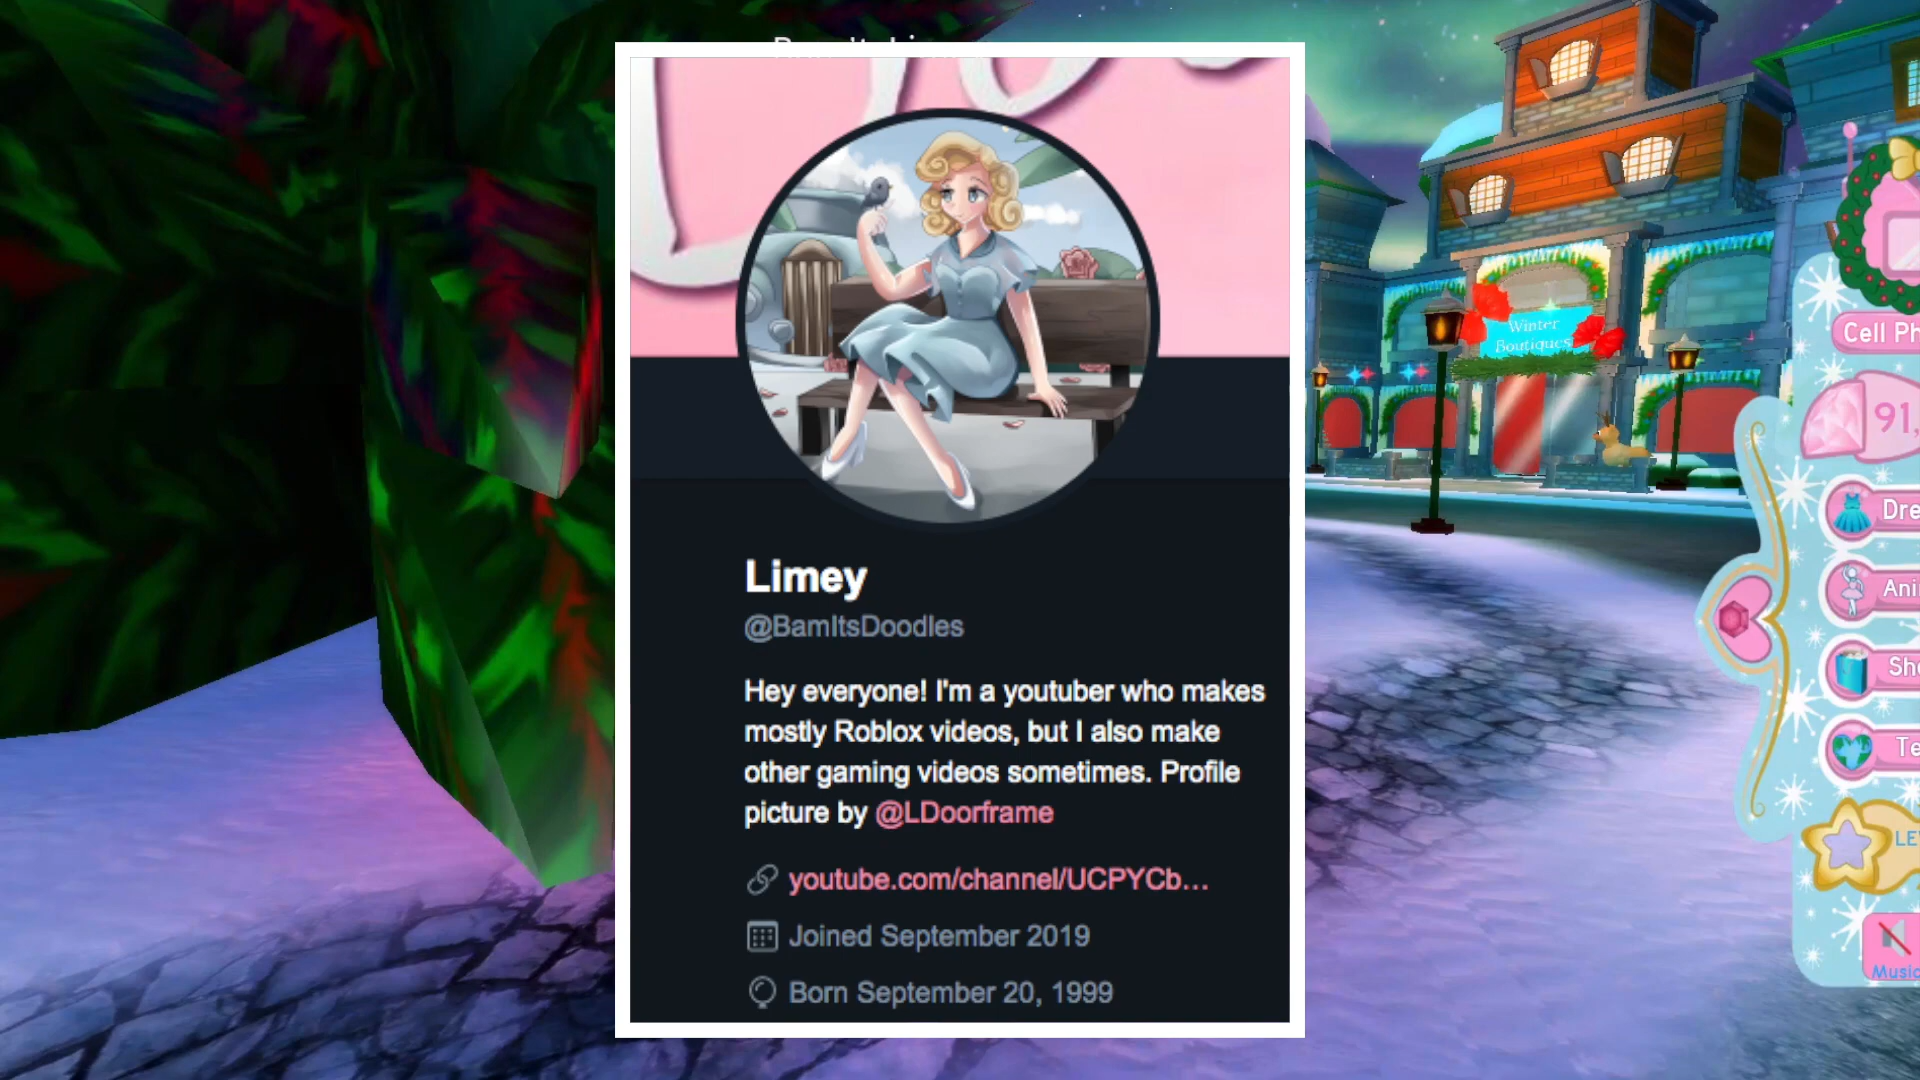 Limey
@BamItsDoodles
Hey everyone! I'm a youtuber who makes
mostly Roblox videos, but I also make
other gaming videos sometimes. Profile
picture by @LDoorframe
youtube.com/channel/UCPYCb...
Joined September 2019
Born September 20, 1999
Winter
Boutiques
Cell Ph
91,
Dre
Ani
Sho
Te
LE
Music